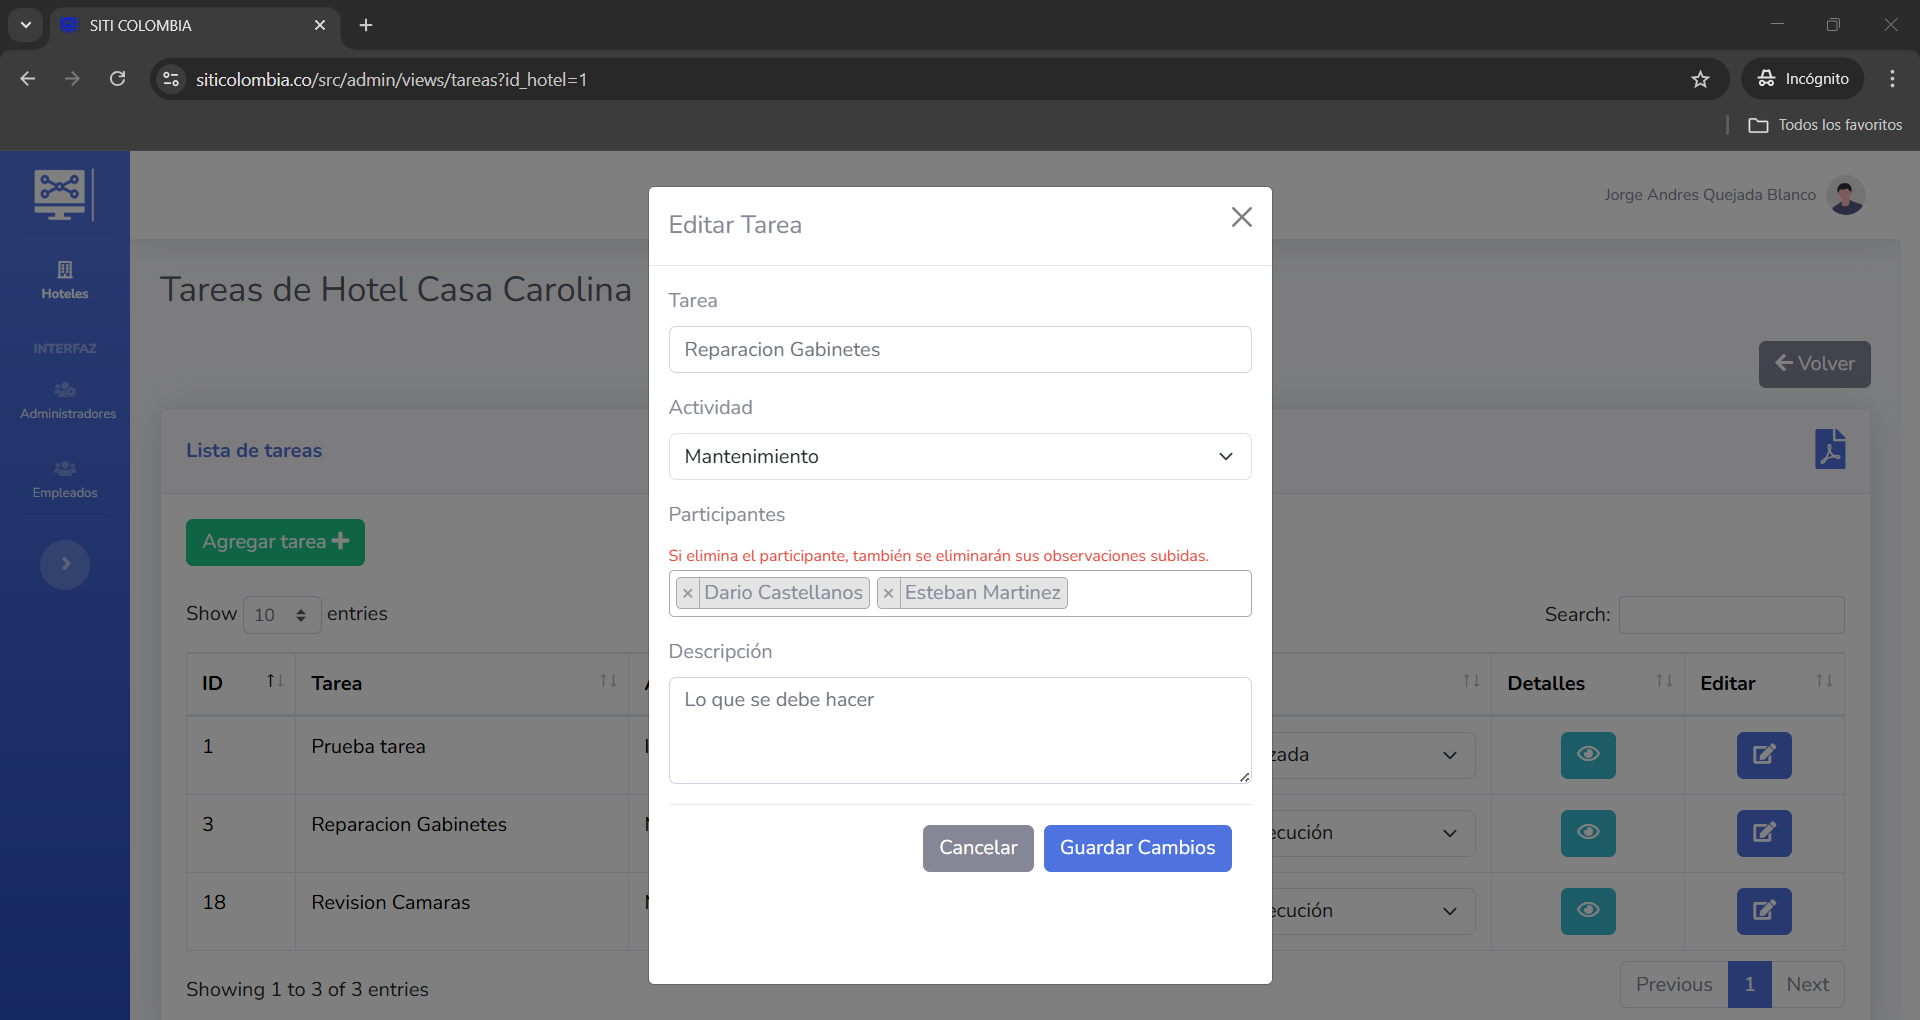 SITI COLOMBIA
siticolombia.co/src/admin/views/tareas?id_hotel=1
Incógnito
Todos los favoritos
Jorge Andres Quejada Blanco
Hoteles
INTERFAZ
Administradores
Empleados
Tareas de Hotel Casa Carolina
Volver
Lista de tareas
Agregar tarea
Show 10 entries
Search:
ID Tarea Detalles Editar
1 Prueba tarea zada
3 Reparacion Gabinetes ecución
18 Revision Camaras ecución
Showing 1 to 3 of 3 entries
Previous 1 Next
Editar Tarea
Tarea
Reparacion Gabinetes
Actividad
Mantenimiento
Participantes
Si elimina el participante, también se eliminarán sus observaciones subidas.
× Dario Castellanos × Esteban Martinez
Descripción
Lo que se debe hacer
Cancelar Guardar Cambios